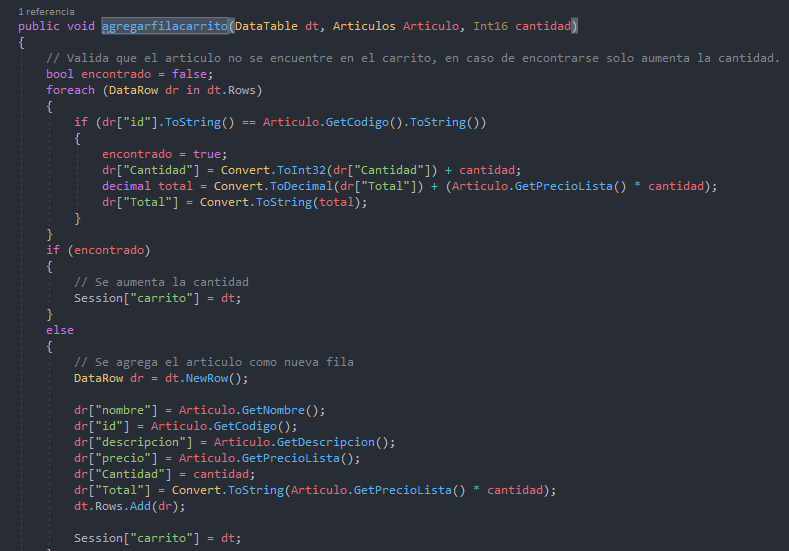 1 referencia
public void agregarfilacarrito(DataTable dt, Articulos Articulo, Int16 cantidad)
{
// Valida que el articulo no se encuentre en el carrito, en caso de encontrarse solo aumenta la cantidad.
bool encontrado = false;
foreach (DataRow dr in dt.Rows)
{
if (dr["id"].ToString() == Articulo.GetCodigo().ToString())
{
encontrado = true;
dr["Cantidad"] = Convert.ToInt32(dr["Cantidad"]) + cantidad;
decimal total = Convert.ToDecimal(dr["Total"]) + (Articulo.GetPrecioLista() * cantidad);
dr["Total"] = Convert.ToString(total);
}
}
if (encontrado)
{
// Se aumenta la cantidad
Session["carrito"] = dt;
}
else
{
// Se agrega el articulo como nueva fila
DataRow dr = dt.NewRow();
dr["nombre"] = Articulo.GetNombre();
dr["id"] = Articulo.GetCodigo();
dr["descripcion"] = Articulo.GetDescripcion();
dr["precio"] = Articulo.GetPrecioLista();
dr["Cantidad"] = cantidad;
dr["Total"] = Convert.ToString(Articulo.GetPrecioLista() * cantidad);
dt.Rows.Add(dr);
Session["carrito"] = dt;